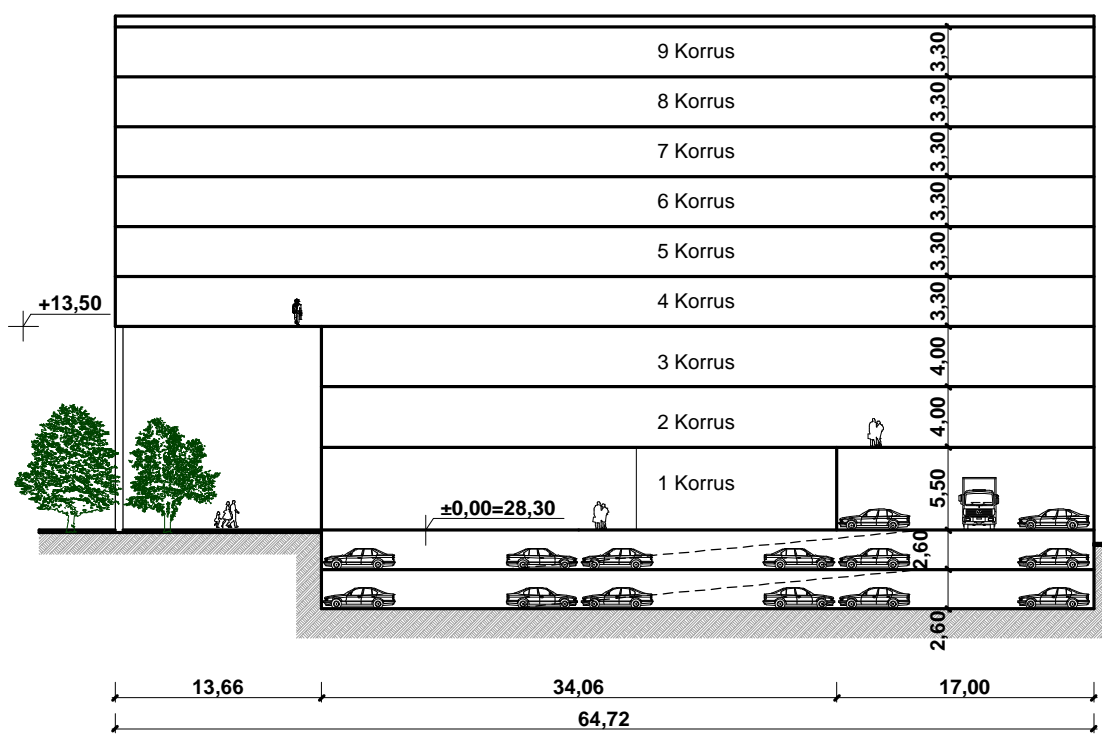 9 Korrus
3,30
8 Korrus
3,30
7 Korrus
3,30
6 Korrus
3,30
5 Korrus
3,30
4 Korrus
3,30
+13,50
3 Korrus
4,00
2 Korrus
4,00
1 Korrus
5,50
±0,00=28,30
2,60
2,60
13,66
34,06
17,00
64,72